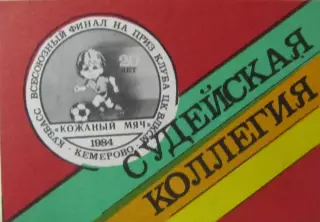 КУЗБАСС ВСЕСОЮЗНЫЙ ФИНАЛ НА ПРИЗ КЛУБА ЦК ВЛКСМ
20
ЛЕТ
«КОЖАНЫЙ МЯЧ»
1984
КЕМЕРОВО
СУДЕЙСКАЯ
КОЛЛЕГИЯ